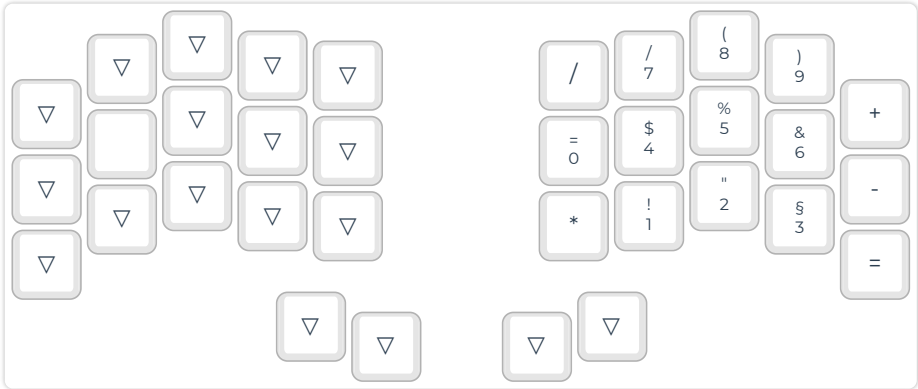 ▽ ▽ ▽ ▽ ▽ / / 7 ( 8 ) 9 +
▽ ▽ ▽ ▽ = 0 $ 4 % 5 & 6 -
▽ ▽ ▽ ▽ ▽ * ! 1 " 2 § 3 =
▽ ▽ ▽ ▽